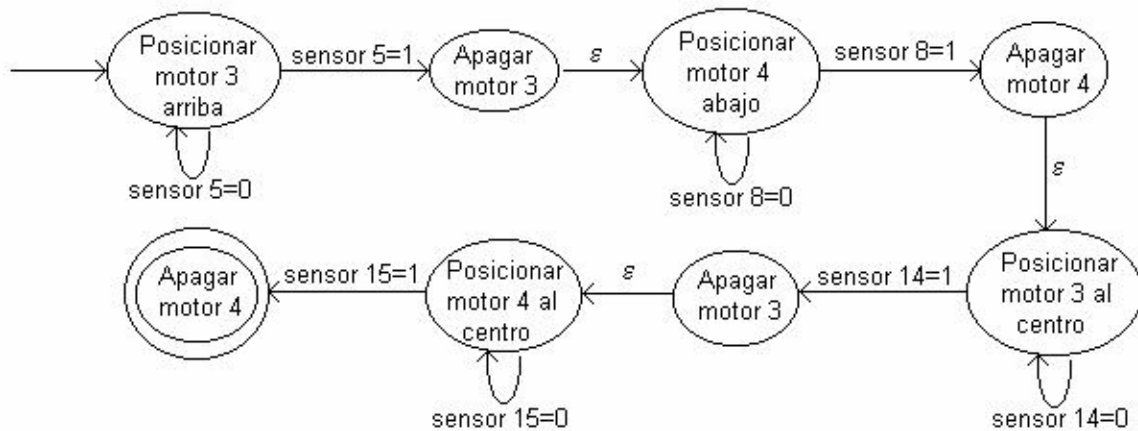 Posicionar
motor 3
arriba
sensor 5=1
sensor 5=0
Apagar
motor 3
ε
Posicionar
motor 4
abajo
sensor 8=1
sensor 8=0
Apagar
motor 4
ε
Posicionar
motor 3 al
centro
sensor 14=1
sensor 14=0
Apagar
motor 3
ε
Posicionar
motor 4 al
centro
sensor 15=1
sensor 15=0
Apagar
motor 4